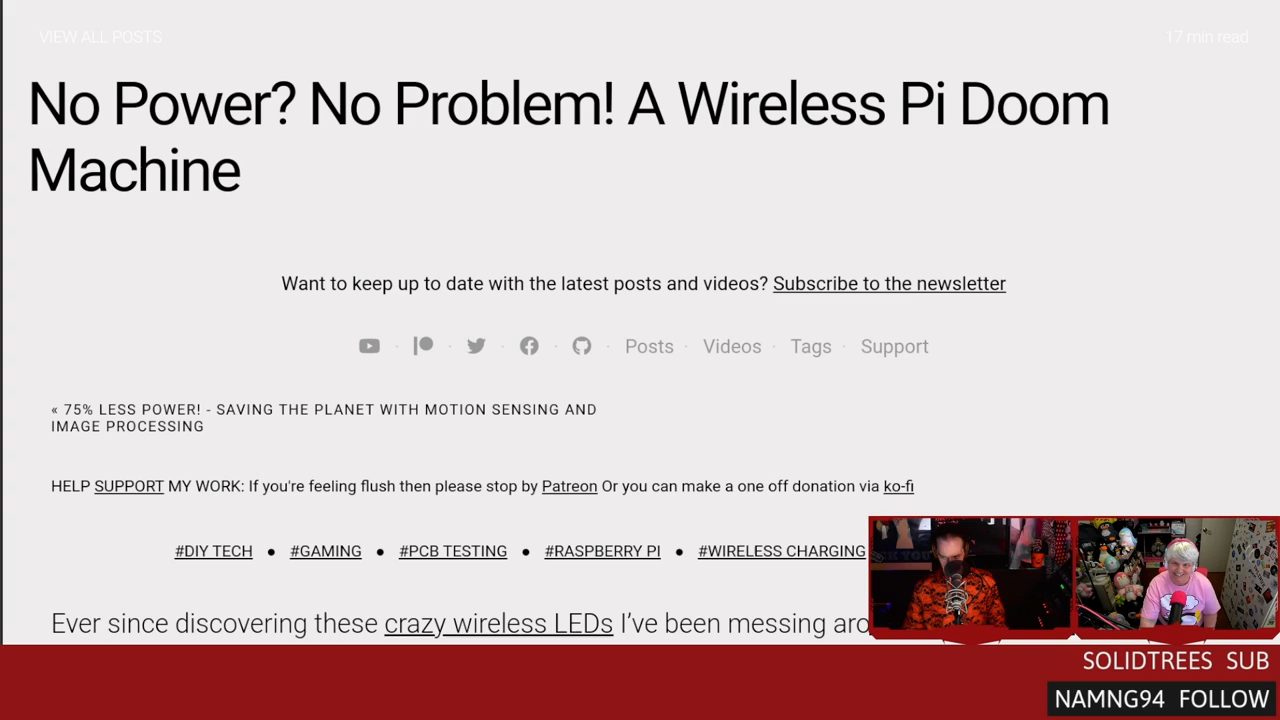 VIEW ALL POSTS
17 min read
No Power? No Problem! A Wireless Pi Doom
Machine
Want to keep up to date with the latest posts and videos? Subscribe to the newsletter
Posts · Videos · Tags · Support
« 75% LESS POWER! - SAVING THE PLANET WITH MOTION SENSING AND
IMAGE PROCESSING
HELP SUPPORT MY WORK: If you're feeling flush then please stop by Patreon Or you can make a one off donation via ko-fi
#DIY TECH ● #GAMING ● #PCB TESTING ● #RASPBERRY PI ● #WIRELESS CHARGING
Ever since discovering these crazy wireless LEDs I've been messing
SOLIDTREES SUB
NAMNG94 FOLLOW